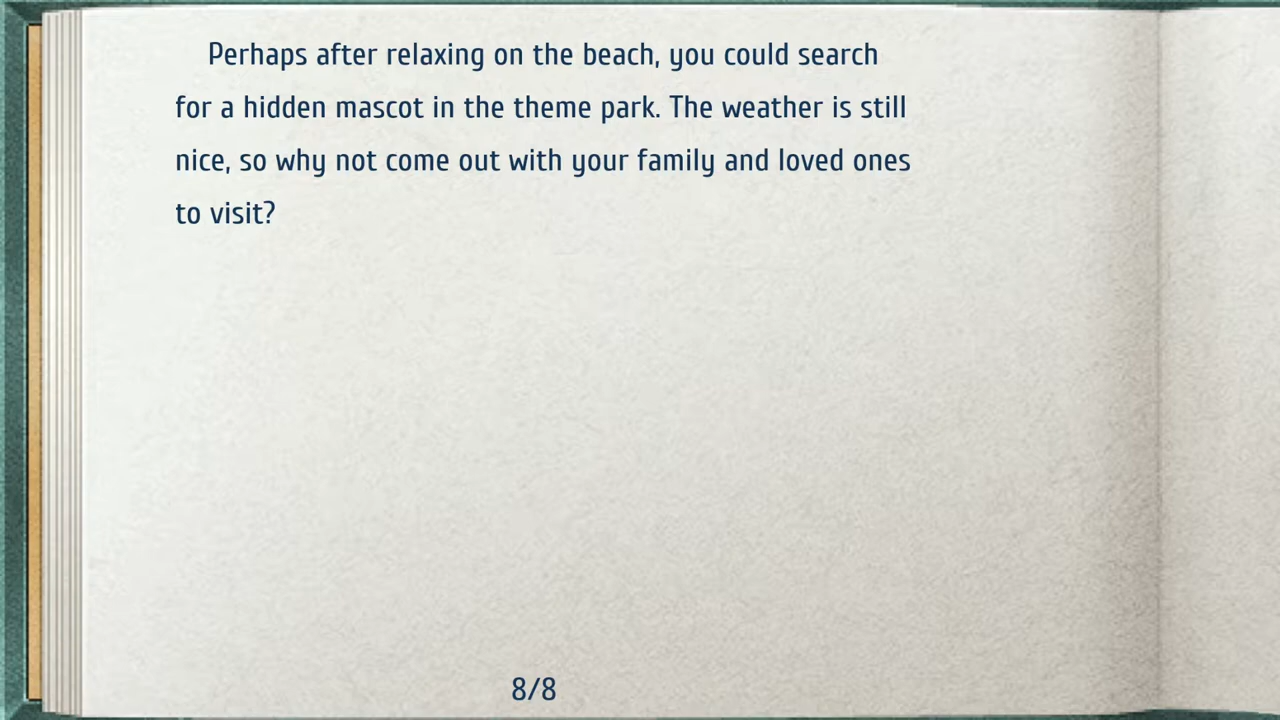 Perhaps after relaxing on the beach, you could search
for a hidden mascot in the theme park. The weather is still
nice, so why not come out with your family and loved ones
to visit?
8/8